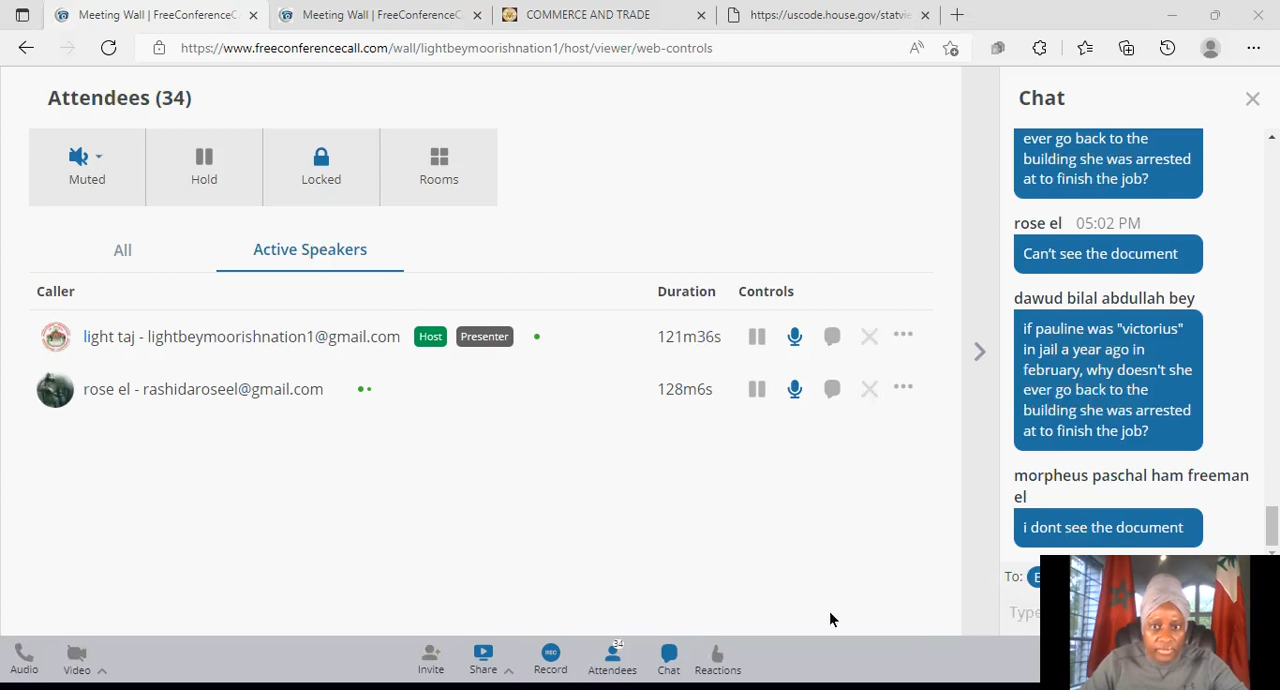 Meeting Wall | FreeConferenceC
Meeting Wall | FreeConferenceC
COMMERCE AND TRADE
https://uscode.house.gov/statvie
https://www.freeconferencecall.com/wall/lightbeymoorishnation1/host/viewer/web-controls
Attendees (34)
Muted
Hold
Locked
Rooms
All
Active Speakers
Caller
Duration
Controls
light taj - lightbeymoorishnation1@gmail.com
Host
Presenter
121m36s
rose el - rashidaroseel@gmail.com
128m6s
Chat
ever go back to the
building she was arrested
at to finish the job?
rose el 05:02 PM
Can't see the document
dawud bilal abdullah bey
if pauline was "victorius"
in jail a year ago in
february, why doesn't she
ever go back to the
building she was arrested
at to finish the job?
morpheus paschal ham freeman
el
i dont see the document
To: E
Type
Audio
Video
Invite
Share
Record
34
Attendees
Chat
Reactions
REC